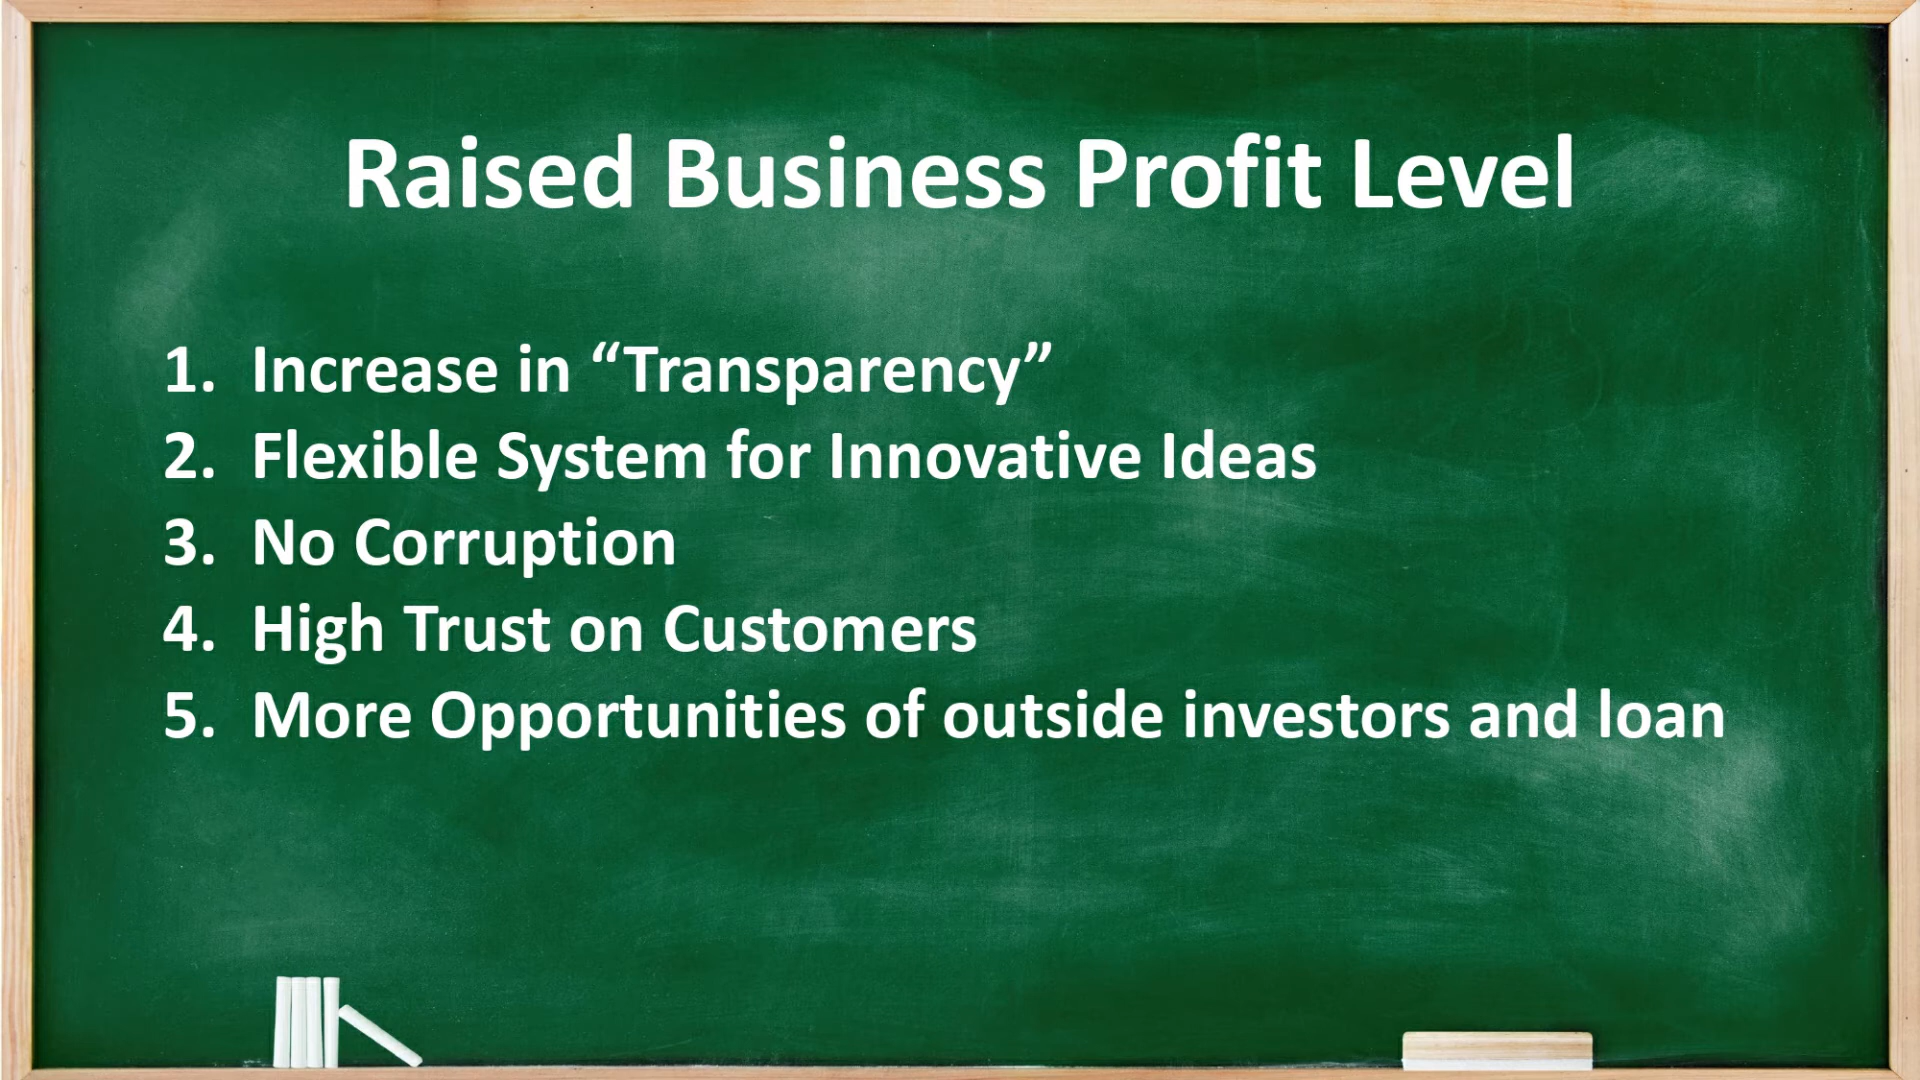 Raised Business Profit Level
1. Increase in “Transparency”
2. Flexible System for Innovative Ideas
3. No Corruption
4. High Trust on Customers
5. More Opportunities of outside investors and loan